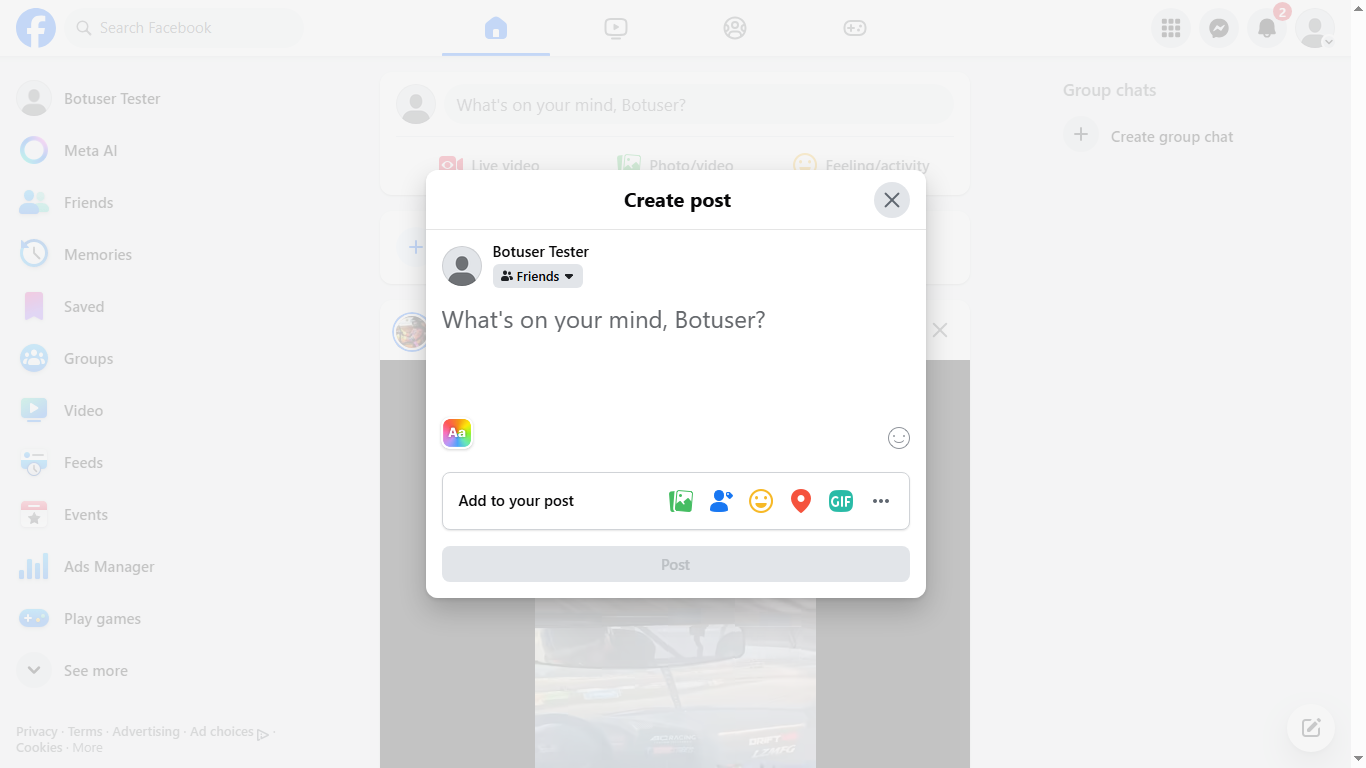 Search Facebook
2
Botuser Tester
Meta AI
Friends
Memories
Saved
Groups
Video
Feeds
Events
Ads Manager
Play games
See more
Privacy · Terms · Advertising · Ad choices ·
Cookies · More
What's on your mind, Botuser?
Live video
Photo/video
Feeling/activity
Create post
Botuser Tester
Friends
What's on your mind, Botuser?
Aa
Add to your post
GIF
Post
DRIFT
Group chats
Create group chat